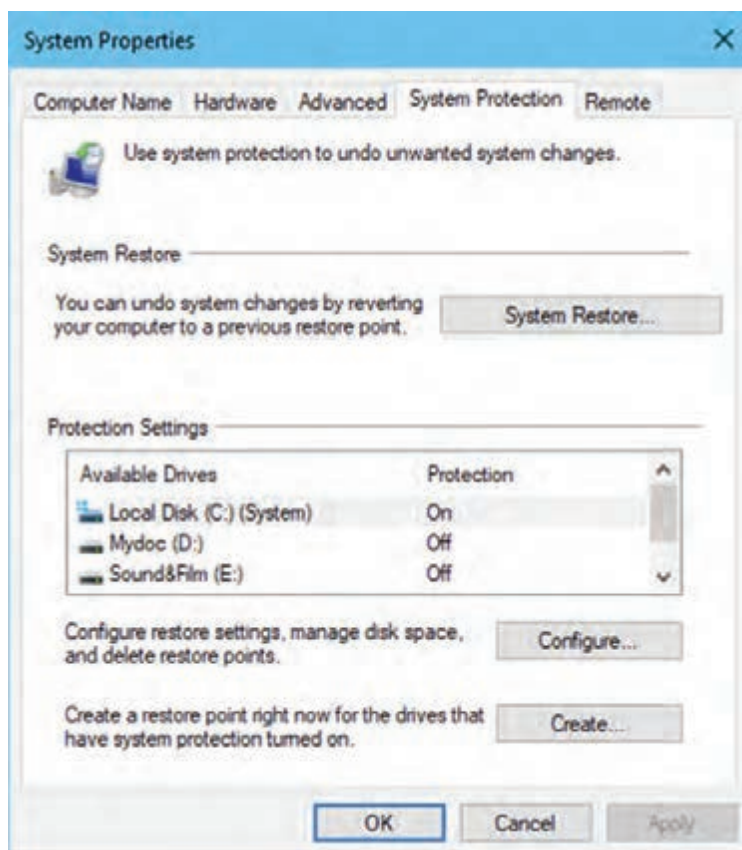 System Properties
Computer Name Hardware Advanced System Protection Remote
Use system protection to undo unwanted system changes.
System Restore
You can undo system changes by reverting
your computer to a previous restore point.
System Restore...
Protection Settings
Available Drives Protection
Local Disk (C:) (System) On
Mydoc (D:) Off
Sound&Film (E:) Off
Configure restore settings, manage disk space,
and delete restore points.
Configure...
Create a restore point right now for the drives that
have system protection turned on.
Create...
OK Cancel Apply